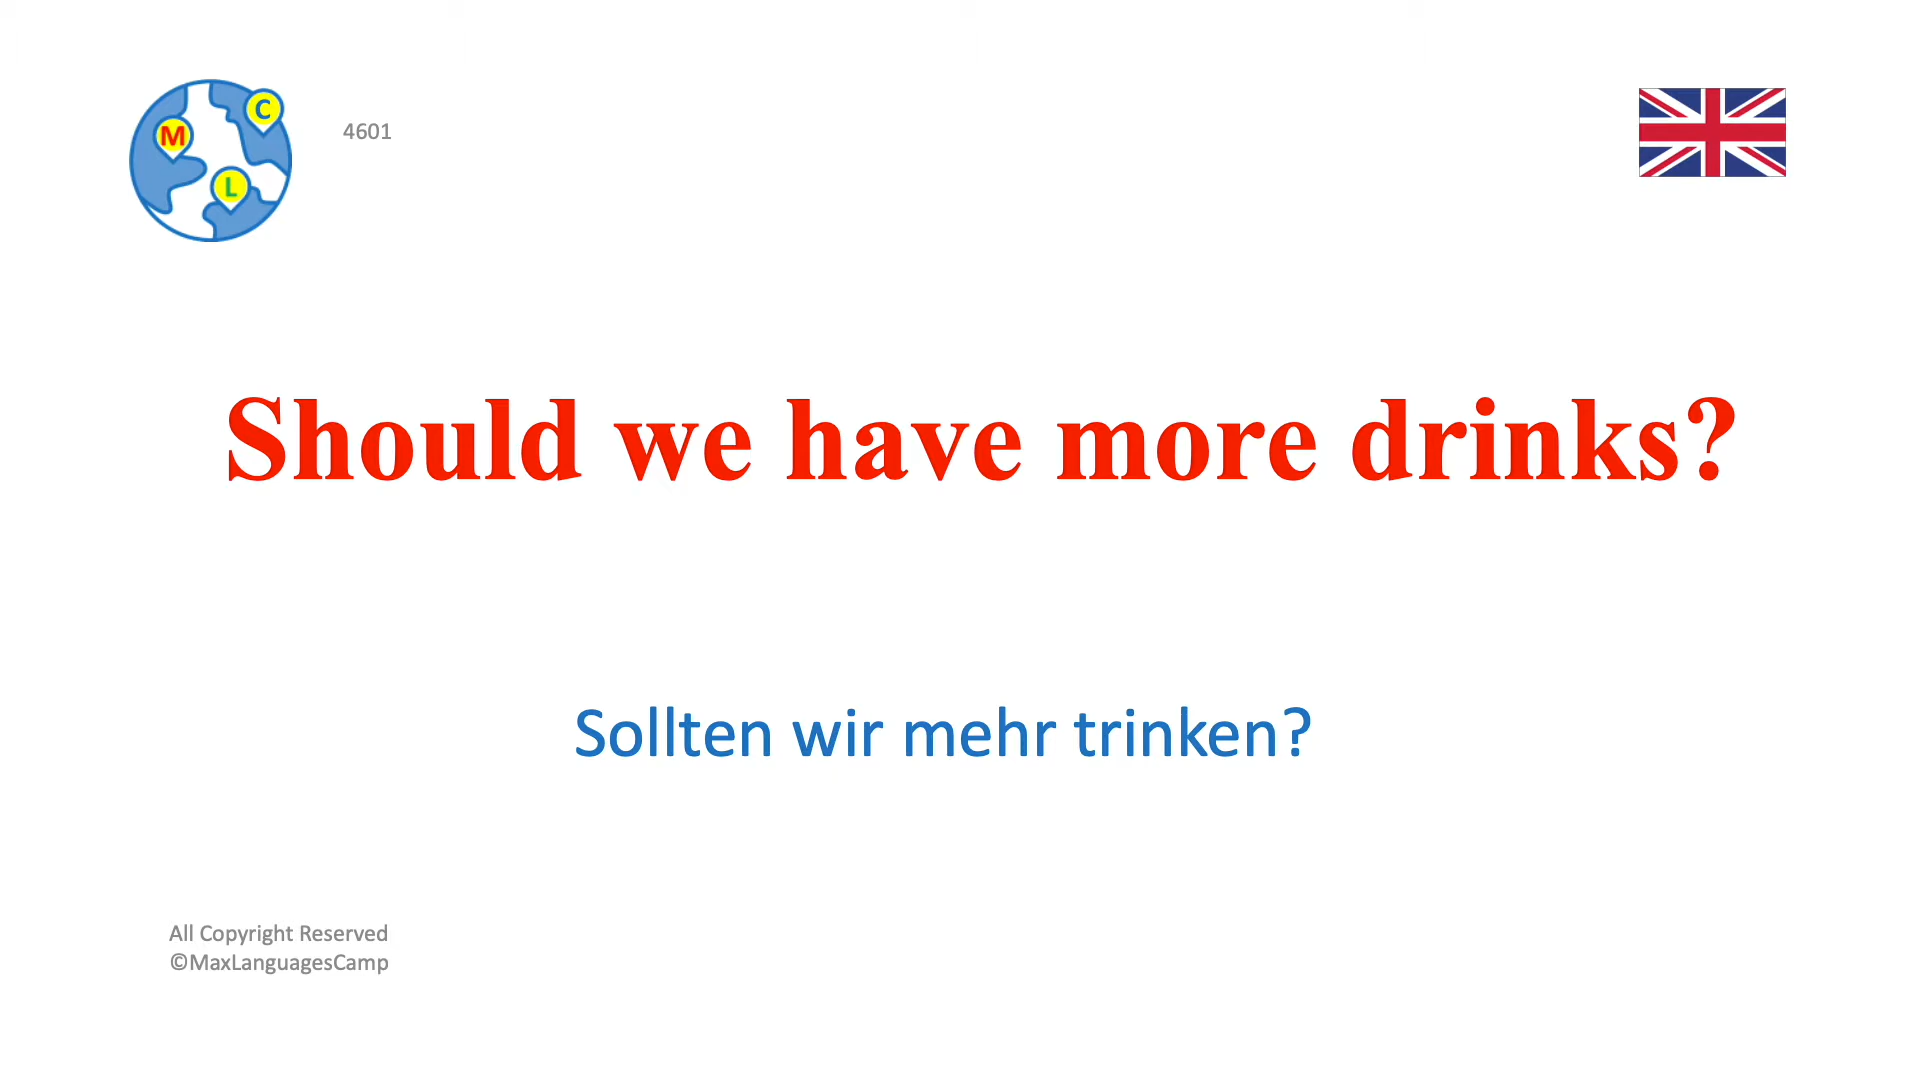 M
C
L
4601
Should we have more drinks?
Sollten wir mehr trinken?
All Copyright Reserved
©MaxLanguagesCamp